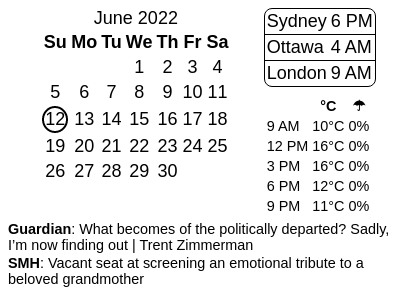 June 2022
Su Mo Tu We Th Fr Sa
1 2 3 4
5 6 7 8 9 10 11
12 13 14 15 16 17 18
19 20 21 22 23 24 25
26 27 28 29 30
Sydney 6 PM
Ottawa 4 AM
London 9 AM
°C ☂
9 AM 10°C 0%
12 PM 16°C 0%
3 PM 16°C 0%
6 PM 12°C 0%
9 PM 11°C 0%
Guardian: What becomes of the politically departed? Sadly,
I’m now finding out | Trent Zimmerman
SMH: Vacant seat at screening an emotional tribute to a
beloved grandmother